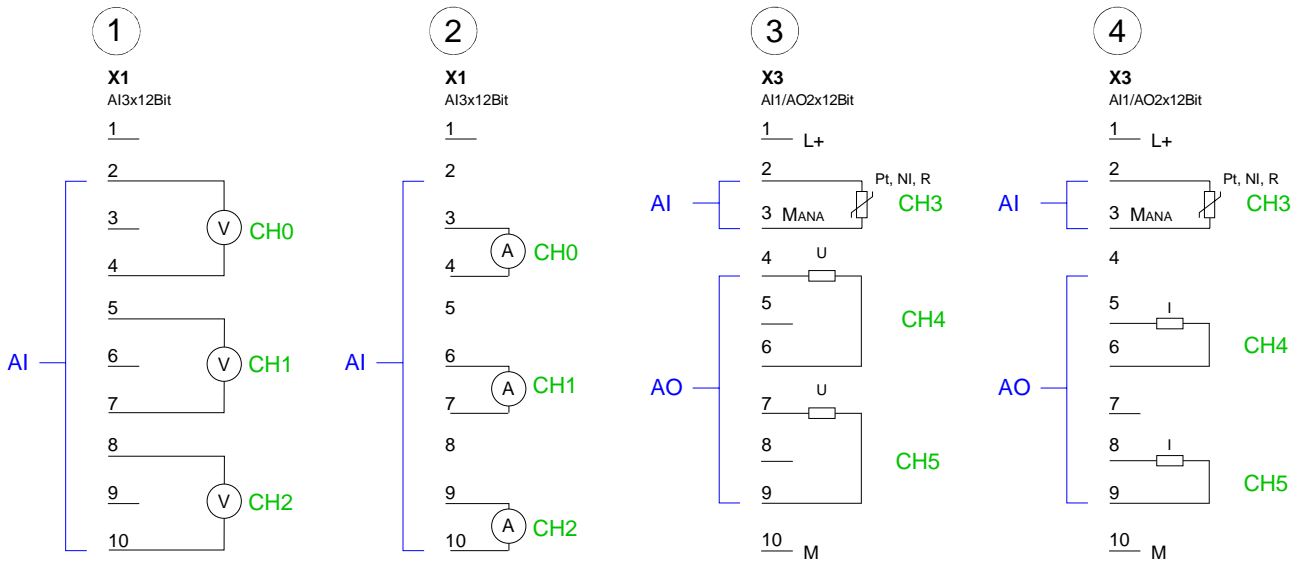 1
X1
AI3x12Bit
1
2
3
V
CH0
4
5
6
V
CH1
AI
7
8
9
V
CH2
10
2
X1
AI3x12Bit
1
2
3
A
CH0
4
5
6
AI
A
CH1
7
8
9
A
CH2
10
3
X3
AI1/AO2x12Bit
1
L+
2
Pt, NI, R
AI
CH3
3 MANA
4
U
5
CH4
6
AO
7
U
8
CH5
9
10
M
4
X3
AI1/AO2x12Bit
1
L+
2
Pt, NI, R
AI
CH3
3 MANA
4
5
I
6
CH4
AO
7
8
I
CH5
9
10
M